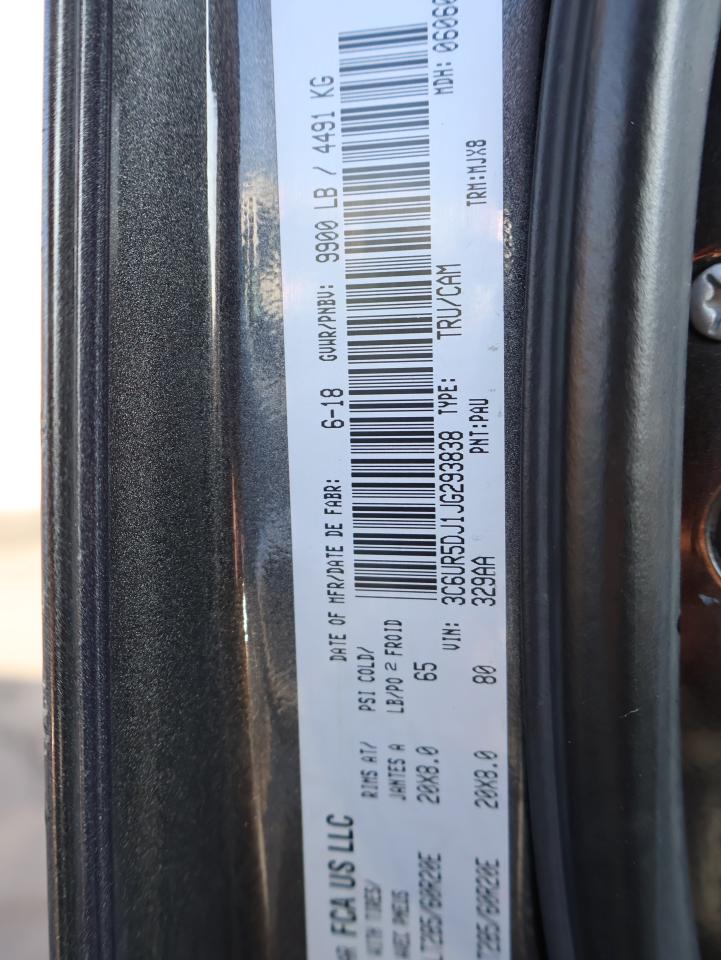 FCA US LLC
DATE OF MFR/DATE DE FABR: 6-18 GVWR/PNBV: 9900 LB / 4491 KG
WITH TIRES/ RIMS AT/ PSI COLD/
AVEC PNEUS JANTES A LB/PO 2 FROID
LT285/60R20E 20X8.0 65
VIN: 3C6UR5DJ1JG293838 TYPE: TRU/CAM MDH: 0606
T285/60R20E 20X8.0 80 329AA PNT:PAU TRM:MJX8